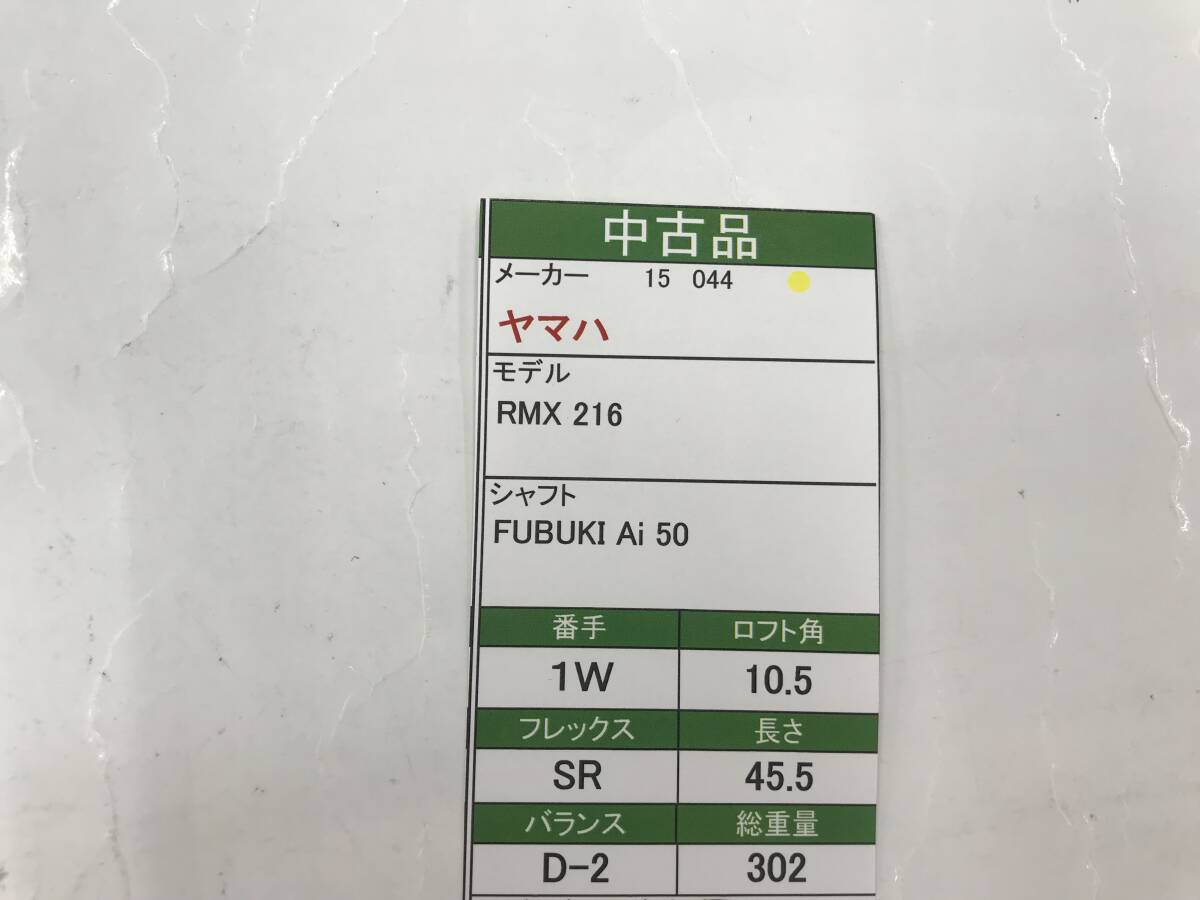 中古品
メーカー 15 044
ヤマハ
モデル
RMX 216
シャフト
FUBUKI Ai 50
番手 ロフト角
1W 10.5
フレックス 長さ
SR 45.5
バランス 総重量
D-2 302